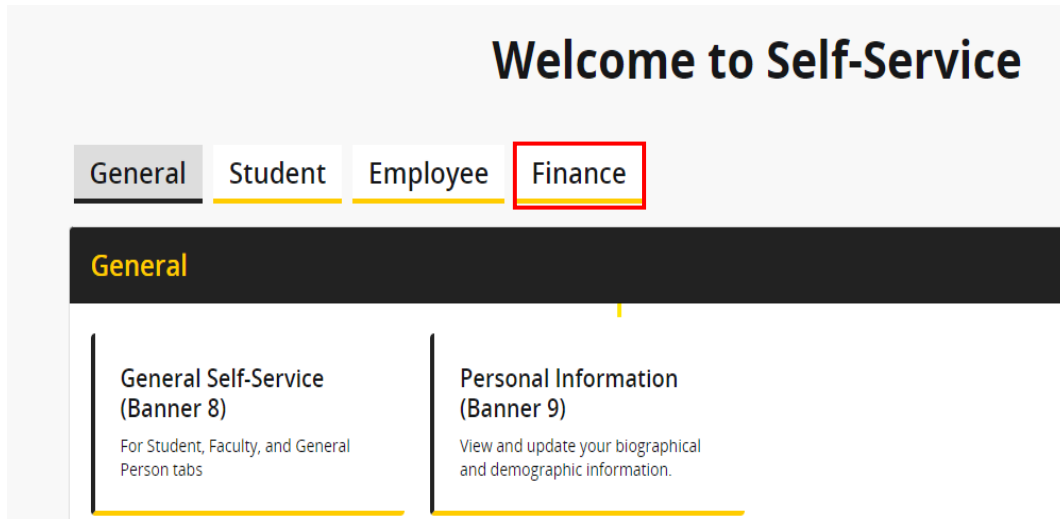 Welcome to Self-Service
General Student Employee Finance
General
General Self-Service
(Banner 8)
For Student, Faculty, and General
Person tabs
Personal Information
(Banner 9)
View and update your biographical
and demographic information.